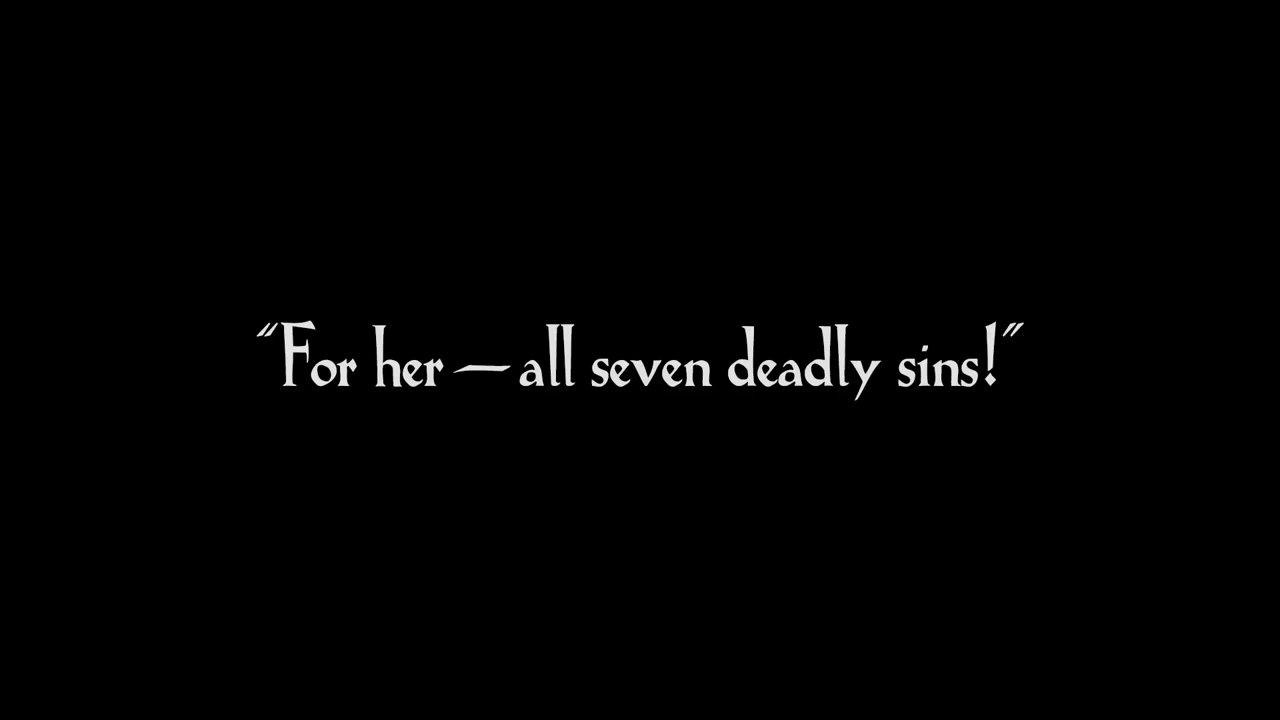 "For her — all seven deadly sins!"